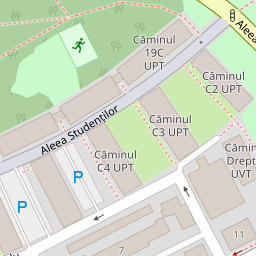 Căminul
19C
UPT
Aleea
Căminul
C2 UPT
Aleea Studenților
Căminul
C3 UPT
Căminul
C4 UPT
P
P
Căminul
Drept
UVT
7
11